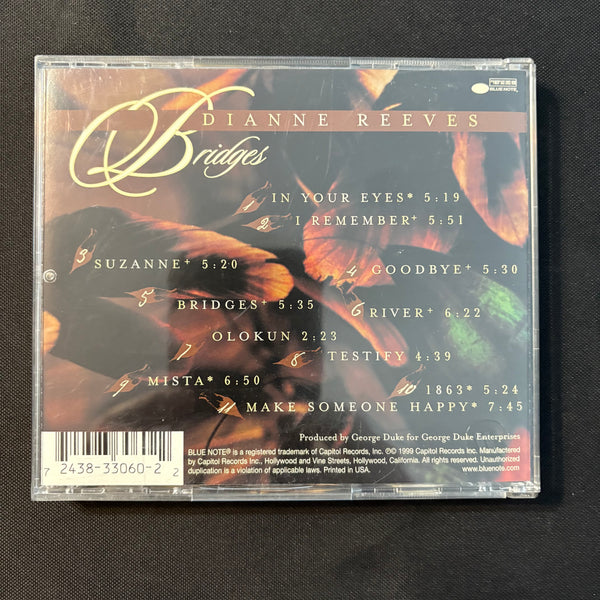 BLUE NOTE
DIANNE REEVES
Bridges
1 IN YOUR EYES* 5:19
2 I REMEMBER+ 5:51
3 SUZANNE+ 5:20
4 GOODBYE+ 5:30
5 BRIDGES+ 5:35
6 RIVER+ 6:22
7 OLOKUN 2:23
8 TESTIFY 4:39
9 MISTA* 6:50
10 1863* 5:24
11 MAKE SOMEONE HAPPY* 7:45
Produced by George Duke for George Duke Enterprises
BLUE NOTE® is a registered trademark of Capitol Records, Inc. ℗© 1999 Capitol Records Inc. Manufactured
by Capitol Records Inc., Hollywood and Vine Streets, Hollywood, California. All rights reserved. Unauthorized
duplication is a violation of applicable laws. Printed in USA.
www.bluenote.com
7 2438-33060-2 2